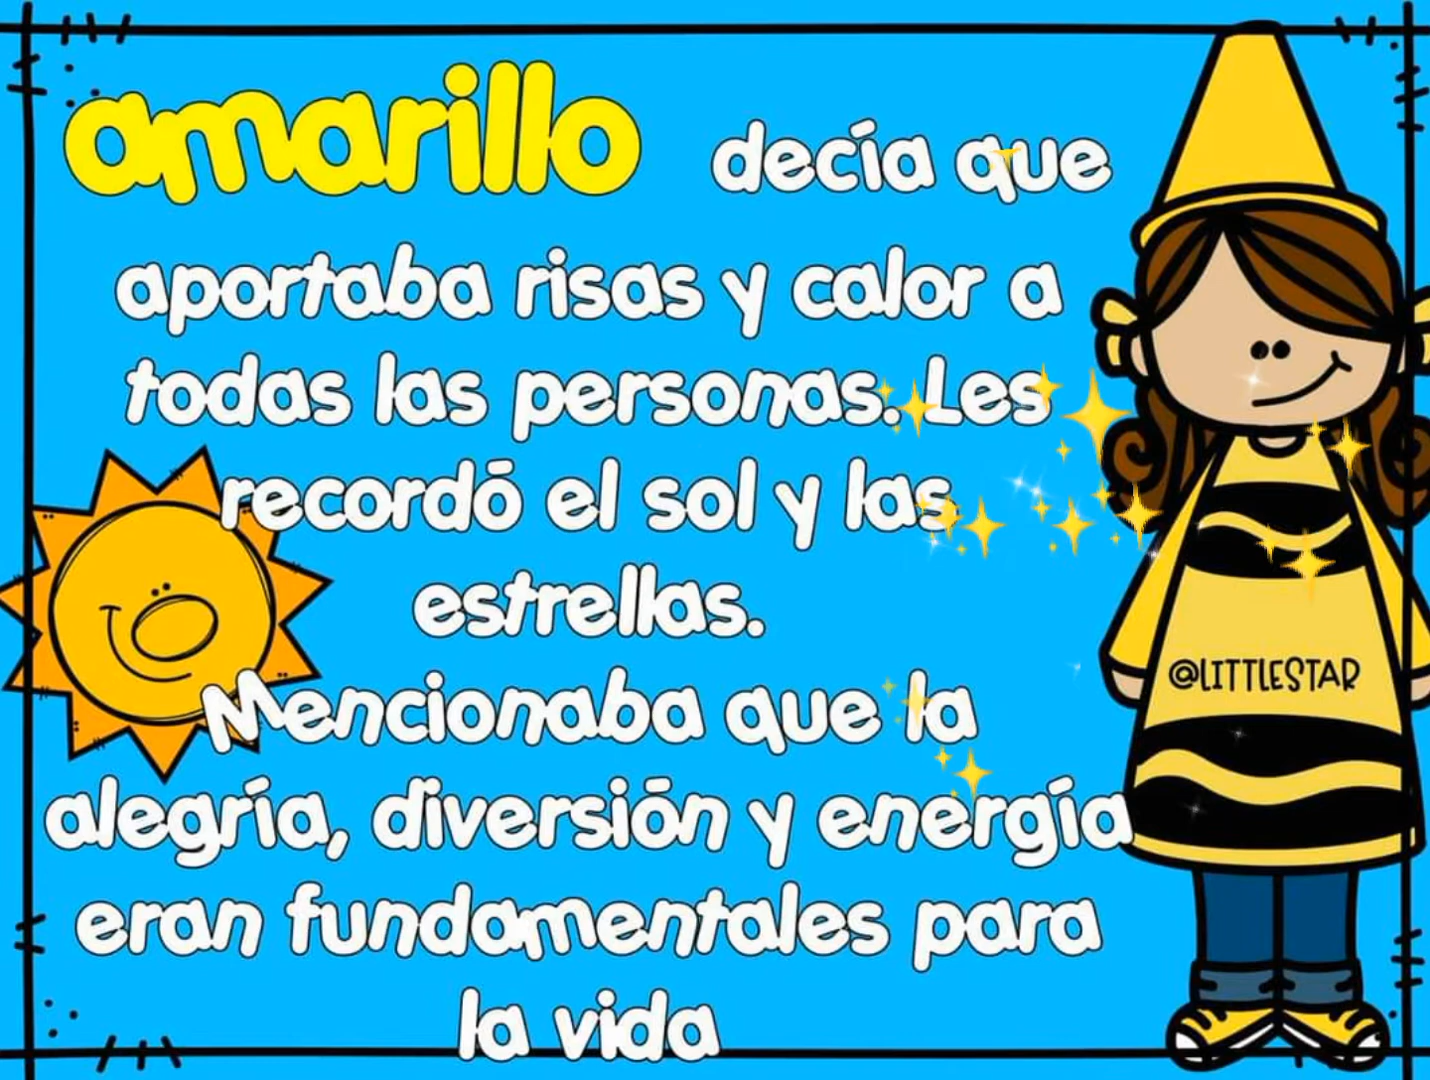 amarillo decía que
aportaba risas y calor a
todas las personas. Les
recordó el sol y las
estrellas.
Mencionaba que la
alegría, diversión y energía
eran fundamentales para
la vida
@LITTLESTAR